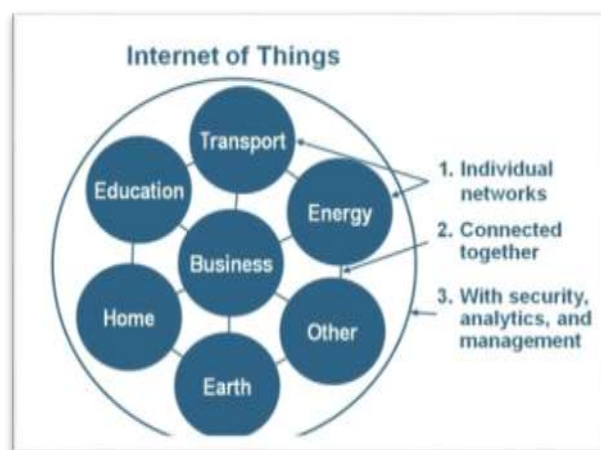 Internet of Things
Transport
Education
Energy
Business
Home
Other
Earth
1. Individual
networks
2. Connected
together
3. With security,
analytics, and
management